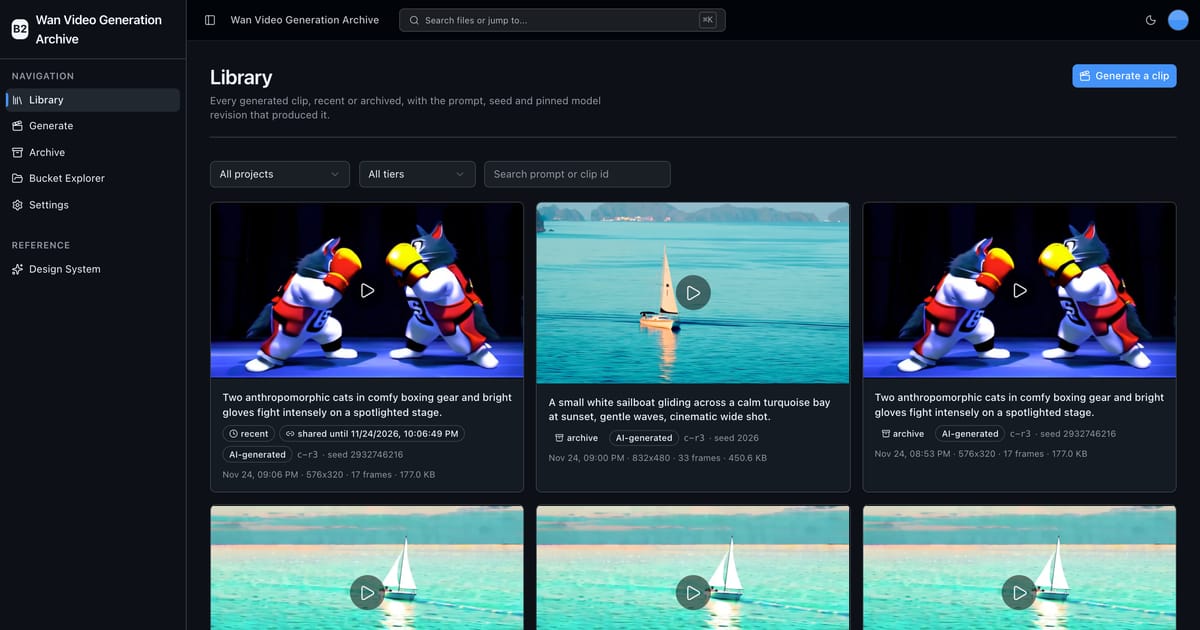 B2
Wan Video Generation
Archive
Wan Video Generation Archive
Search files or jump to...
⌘K
NAVIGATION
Library
Generate
Archive
Bucket Explorer
Settings
REFERENCE
Design System
Library
Every generated clip, recent or archived, with the prompt, seed and pinned model
revision that produced it.
Generate a clip
All projects
All tiers
Search prompt or clip id
Two anthropomorphic cats in comfy boxing gear and bright
gloves fight intensely on a spotlighted stage.
recent
shared until 11/24/2026, 10:06:49 PM
AI-generated
c-r3 · seed 2932746216
Nov 24, 09:06 PM · 576x320 · 17 frames · 177.0 KB
A small white sailboat gliding across a calm turquoise bay
at sunset, gentle waves, cinematic wide shot.
archive
AI-generated
c-r3 · seed 2026
Nov 24, 09:00 PM · 832x480 · 33 frames · 450.6 KB
Two anthropomorphic cats in comfy boxing gear and bright
gloves fight intensely on a spotlighted stage.
archive
AI-generated
c-r3 · seed 2932746216
Nov 24, 08:53 PM · 576x320 · 17 frames · 177.0 KB